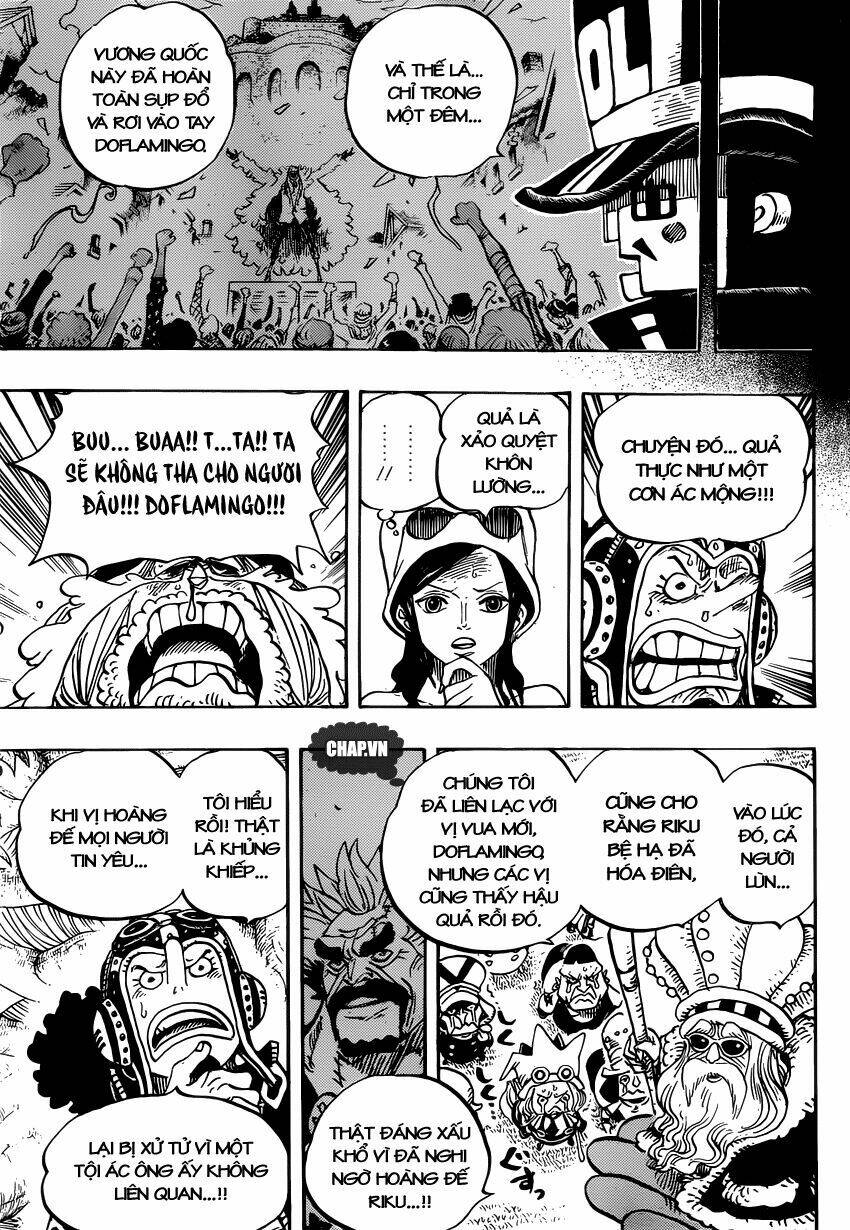 OLI
VÀ THẾ LÀ...
CHỈ TRONG
MỘT ĐÊM...
VƯƠNG QUỐC
NÀY ĐÃ HOÀN
TOÀN SỤP ĐỔ
VÀ RƠI VÀO TAY
DOFLAMINGO.
CHUYỆN ĐÓ... QUẢ
THỰC NHƯ MỘT
CƠN ÁC MỘNG!!!
QUẢ LÀ
XẢO QUYỆT
KHÔN
LƯỜNG...
BUU... BUAA!! T...TA!! TA
SẼ KHÔNG THA CHO NGƯƠI
ĐÂU!!! DOFLAMINGO!!!
VÀO LÚC
ĐÓ, CẢ
NGƯỜI
LÙN...
CŨNG CHO
RẰNG RIKU
BỆ HẠ ĐÃ
HÓA ĐIÊN,
CHÚNG TÔI
ĐÃ LIÊN LẠC VỚI
VỊ VUA MỚI,
DOFLAMINGO,
NHƯNG CÁC VỊ
CŨNG THẤY HẬU
QUẢ RỒI ĐÓ.
ぐすっ
THẬT ĐÁNG XẤU
KHỔ VÌ ĐÃ NGHI
NGỜ HOÀNG ĐẾ
RIKU...!!
CHAP.VN
TÔI HIỂU
RỒI! THẬT
LÀ KHỦNG
KHIẾP...
KHI VỊ HOÀNG
ĐẾ MỌI NGƯỜI
TIN YÊU...
LẠI BỊ XỬ TỬ VÌ MỘT
TỘI ÁC ÔNG ẤY KHÔNG
LIÊN QUAN...!!